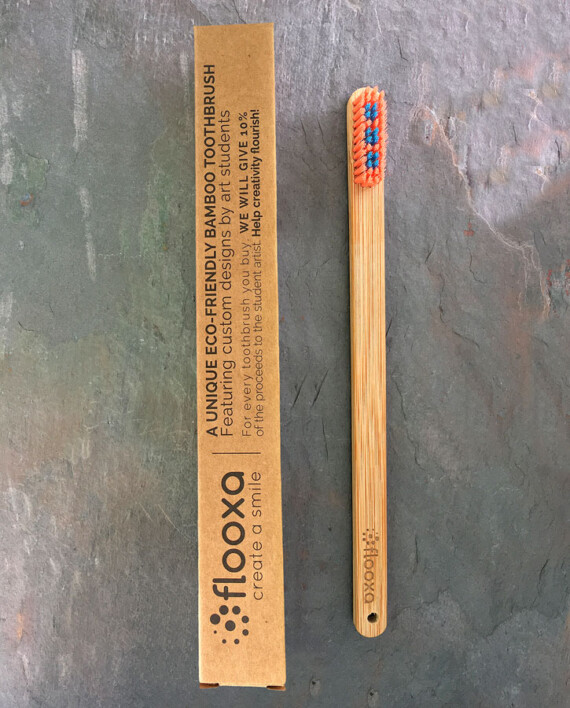 flooxa
create a smile
A UNIQUE ECO-FRIENDLY BAMBOO TOOTHBRUSH
Featuring custom designs by art students
For every toothbrush you buy, WE WILL GIVE 10%
of the proceeds to the student artist. Help creativity flourish!
flooxa